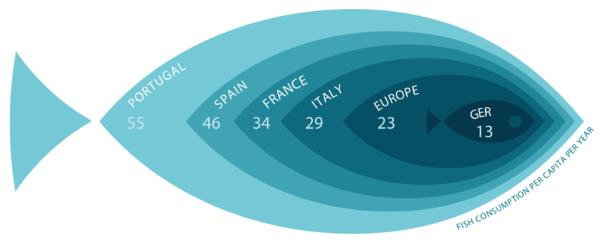 PORTUGAL
55
SPAIN
46
FRANCE
34
ITALY
29
EUROPE
23
GER
13
FISH CONSUMPTION PER CAPITA PER YEAR